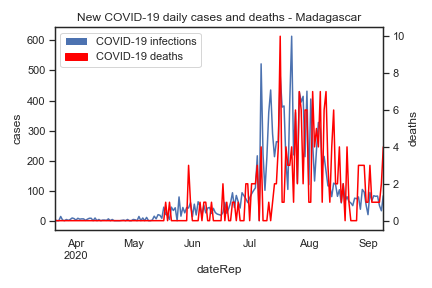 New COVID-19 daily cases and deaths - Madagascar
COVID-19 infections
COVID-19 deaths
600
500
400
300
200
100
0
cases
10
8
6
4
2
0
deaths
Apr
2020
May
Jun
Jul
Aug
Sep
dateRep